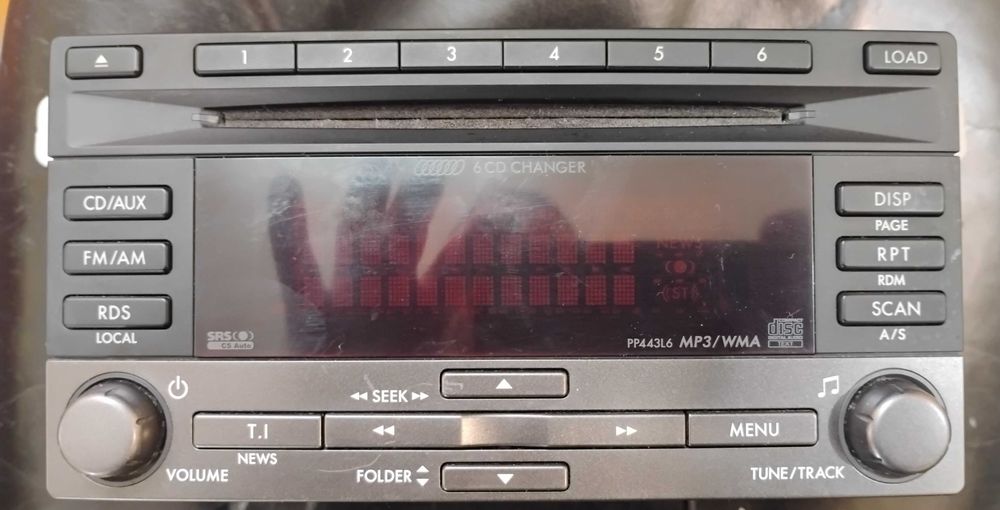 1 2 3 4 5 6 LOAD
6 CD CHANGER
CD/AUX
DISP
PAGE
FM/AM
NEWS
RPT
RDM
RDS
LOCAL
ST
SCAN
A/S
SRS
CS Auto
PP443L6 MP3/WMA
COMPACT
disc
DIGITAL AUDIO
TEXT
SEEK
T.I
NEWS
MENU
VOLUME
FOLDER
TUNE/TRACK